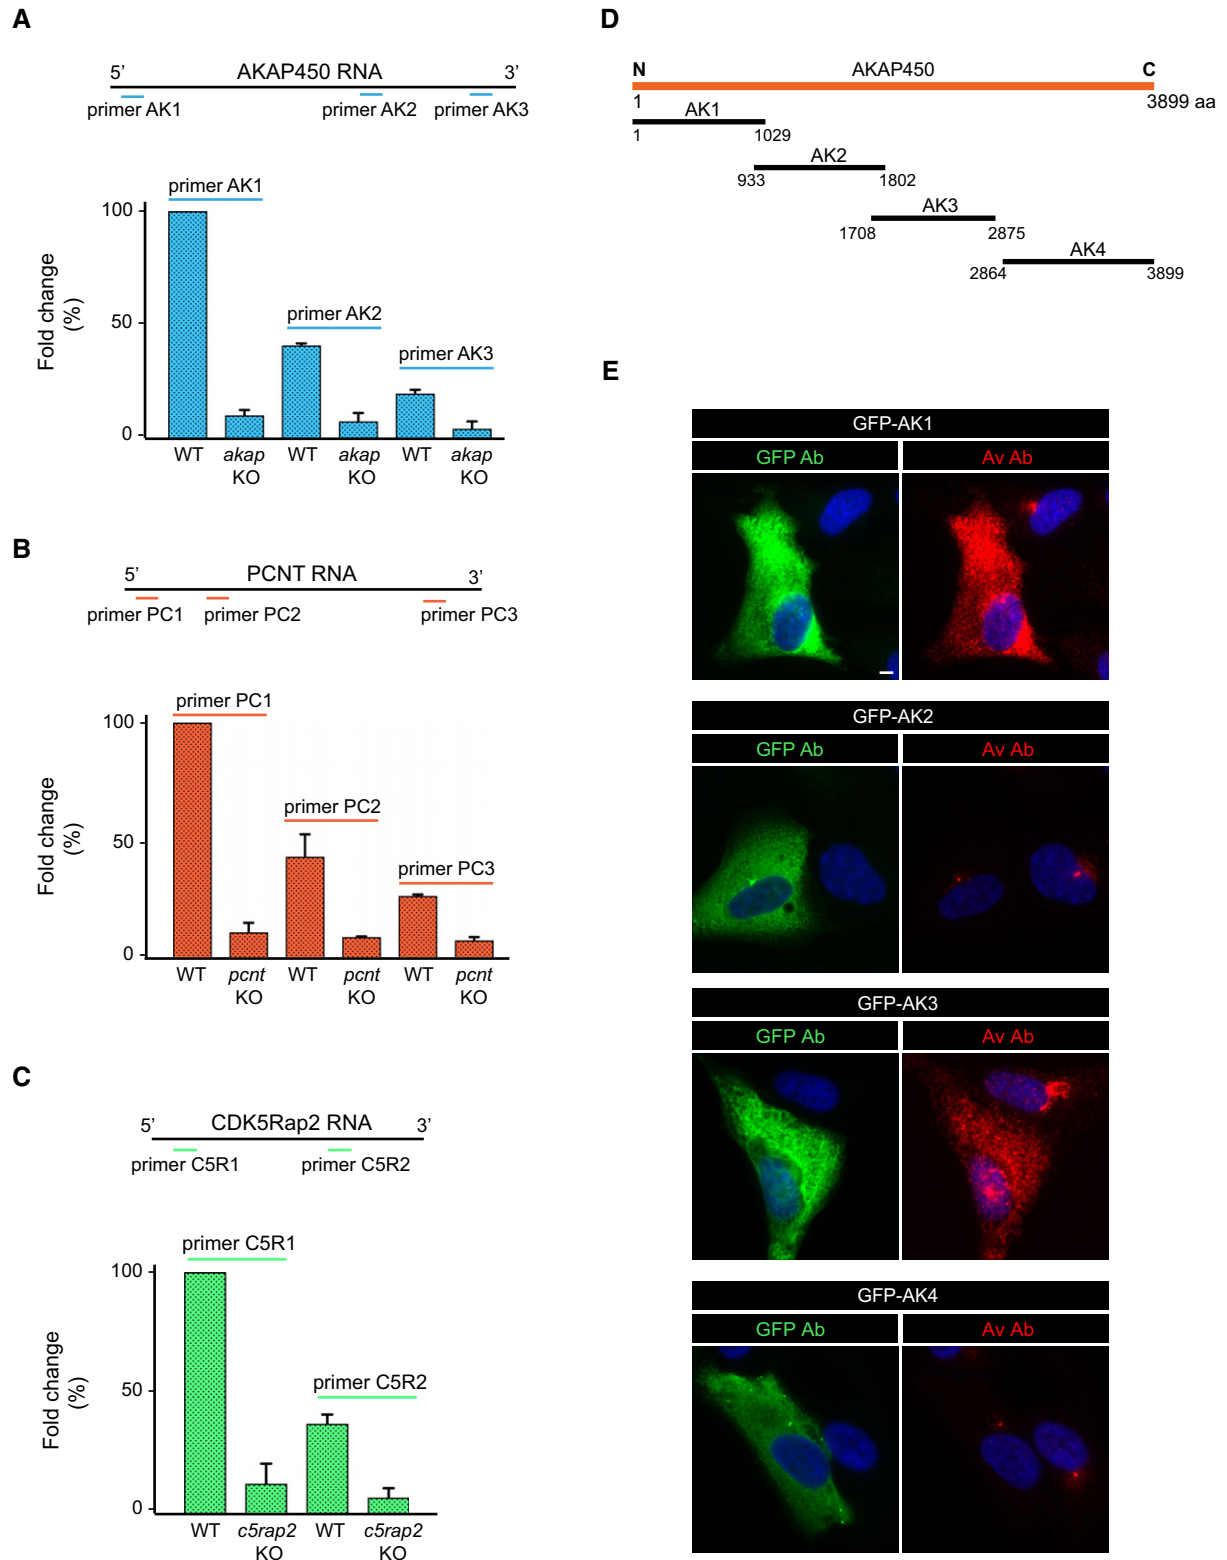 A
5’ AKAP450 RNA 3’
primer AK1 primer AK2 primer AK3
Fold change
(%)
100
50
0
primer AK1
primer AK2
primer AK3
WT akap WT akap WT akap
KO KO KO
B
5’ PCNT RNA 3’
primer PC1 primer PC2 primer PC3
Fold change
(%)
100
50
0
primer PC1
primer PC2
primer PC3
WT pcnt WT pcnt WT pcnt
KO KO KO
C
5’ CDK5Rap2 RNA 3’
primer C5R1 primer C5R2
Fold change
(%)
100
50
0
primer C5R1
primer C5R2
WT c5rap2 WT c5rap2
KO KO
D
N AKAP450 C
1 3899 aa
AK1
1 1029
AK2
933 1802
AK3
1708 2875
AK4
2864 3899
E
GFP-AK1
GFP Ab Av Ab
GFP-AK2
GFP Ab Av Ab
GFP-AK3
GFP Ab Av Ab
GFP-AK4
GFP Ab Av Ab